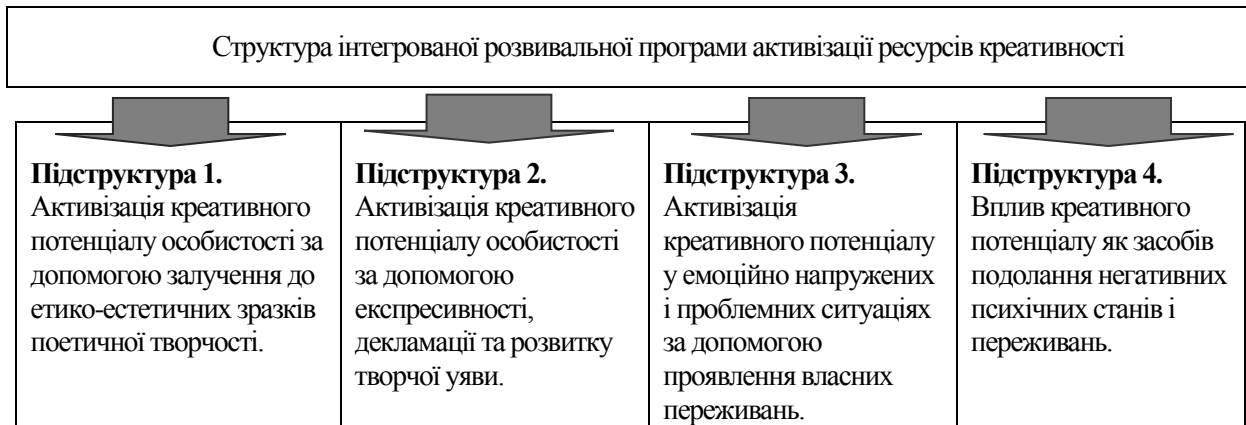 Структура інтегрованої розвивальної програми активізації ресурсів креативності
Підструктура 1.
Активізація креативного
потенціалу особистості за
допомогою залучення до
етико-естетичних зразків
поетичної творчості.
Підструктура 2.
Активізація креативного
потенціалу особистості
за допомогою
експресивності,
декламації та розвитку
творчої уяви.
Підструктура 3.
Активізація
креативного потенціалу
у емоційно напружених
і проблемних ситуаціях
за допомогою
проявлення власних
переживань.
Підструктура 4.
Вплив креативного
потенціалу як засобів
подолання негативних
психічних станів і
переживань.